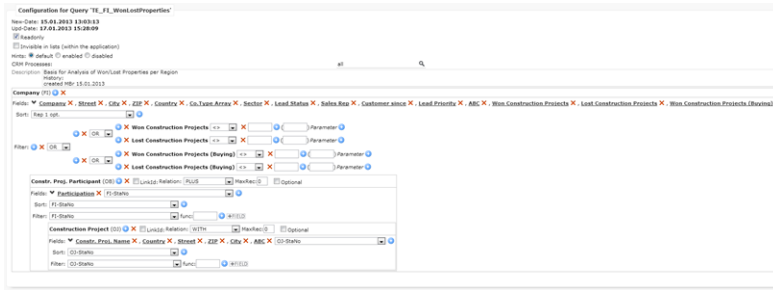 Configuration for Query 'TE_FI_WonLostProperties'
New-Date: 15.01.2013 13:03:13
Upd-Date: 17.01.2013 15:28:09
Readonly
Invisible in lists (within the application)
Hints: default enabled disabled
CRM Processes: all
Description Basis for Analysis of Won/Lost Properties per Region
History:
created MBr 15.01.2013
Company (FI)
Fields: Company , Street , City , ZIP , Country , Co.Type Array , Sector , Lead Status , Sales Rep , Customer since , Lead Priority , ABC , Won Construction Projects , Lost Construction Projects , Won Construction Projects [Buying]
Sort: Rep 1 opt.
Won Construction Projects <> ( ) Parameter
OR
Lost Construction Projects <> ( ) Parameter
Filter: OR
Won Construction Projects [Buying] <> ( ) Parameter
OR
Lost Construction Projects [Buying] <> ( ) Parameter
Constr. Proj. Participant (OB) LinkId: Relation: PLUS MaxRec: 0 Optional
Fields: Participation FI-StaNo
Sort: FI-StaNo
Filter: FI-StaNo func: +FIELD
Construction Project (OJ) LinkId: Relation: WITH MaxRec: 0 Optional
Fields: Constr. Proj. Name , Country , Street , ZIP , City , ABC OJ-StaNo
Sort: OJ-StaNo
Filter: OJ-StaNo func: +FIELD